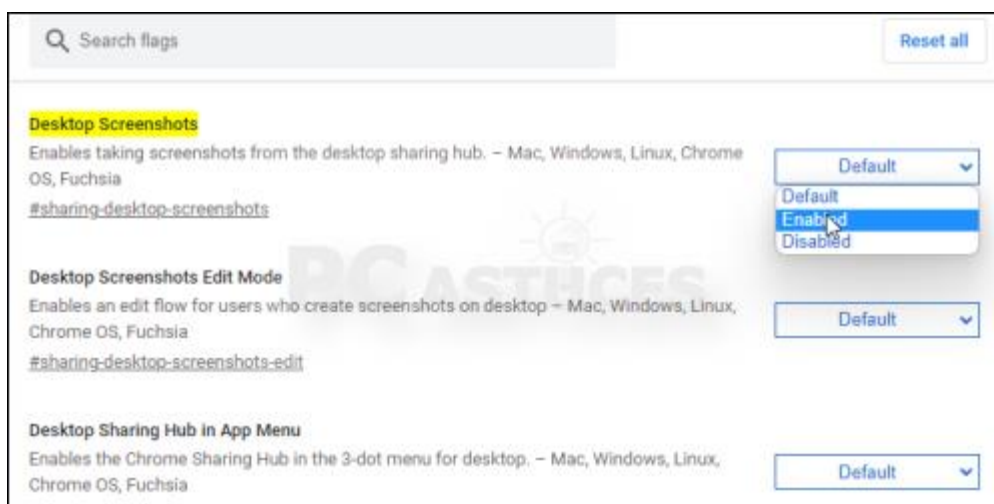 Search flags
Reset all
Desktop Screenshots
Enables taking screenshots from the desktop sharing hub. – Mac, Windows, Linux, Chrome
OS, Fuchsia
#sharing-desktop-screenshots
Default
Default
Enabled
Disabled
PC ASTUCES
Desktop Screenshots Edit Mode
Enables an edit flow for users who create screenshots on desktop – Mac, Windows, Linux,
Chrome OS, Fuchsia
#sharing-desktop-screenshots-edit
Default
Desktop Sharing Hub in App Menu
Enables the Chrome Sharing Hub in the 3-dot menu for desktop. – Mac, Windows, Linux,
Chrome OS, Fuchsia
Default